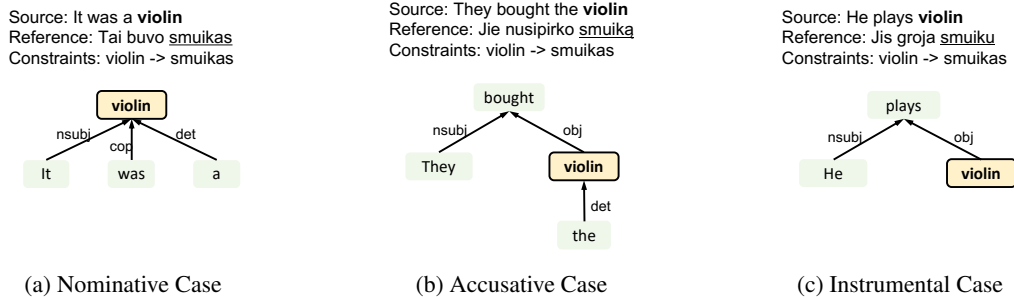 Source: It was a violin
Reference: Tai buvo smuikas
Constraints: violin -> smuikas
violin
nsubj
cop
det
It
was
a
(a) Nominative Case
Source: They bought the violin
Reference: Jie nusipirko smuiką
Constraints: violin -> smuikas
bought
nsubj
obj
They
violin
det
the
(b) Accusative Case
Source: He plays violin
Reference: Jis groja smuiku
Constraints: violin -> smuikas
plays
nsubj
obj
He
violin
(c) Instrumental Case